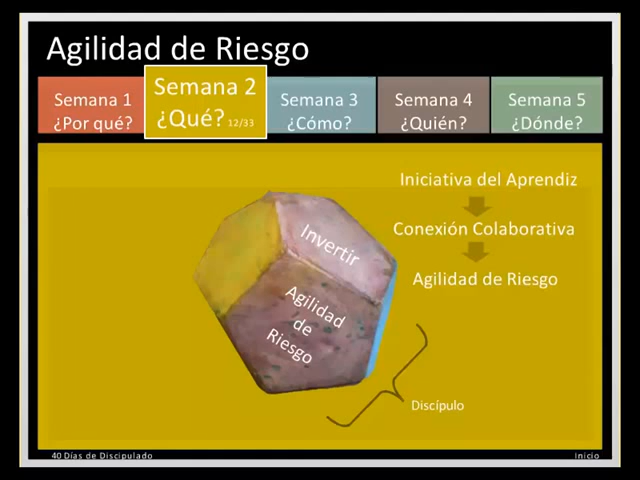 Agilidad de Riesgo
Semana 1
¿Por qué?
Semana 2
¿Qué? 12/33
Semana 3
¿Cómo?
Semana 4
¿Quién?
Semana 5
¿Dónde?
Iniciativa del Aprendiz
Conexión Colaborativa
Agilidad de Riesgo
Invertir
Agilidad
de
Riesgo
Discípulo
40 Días de Discipulado
Inicio